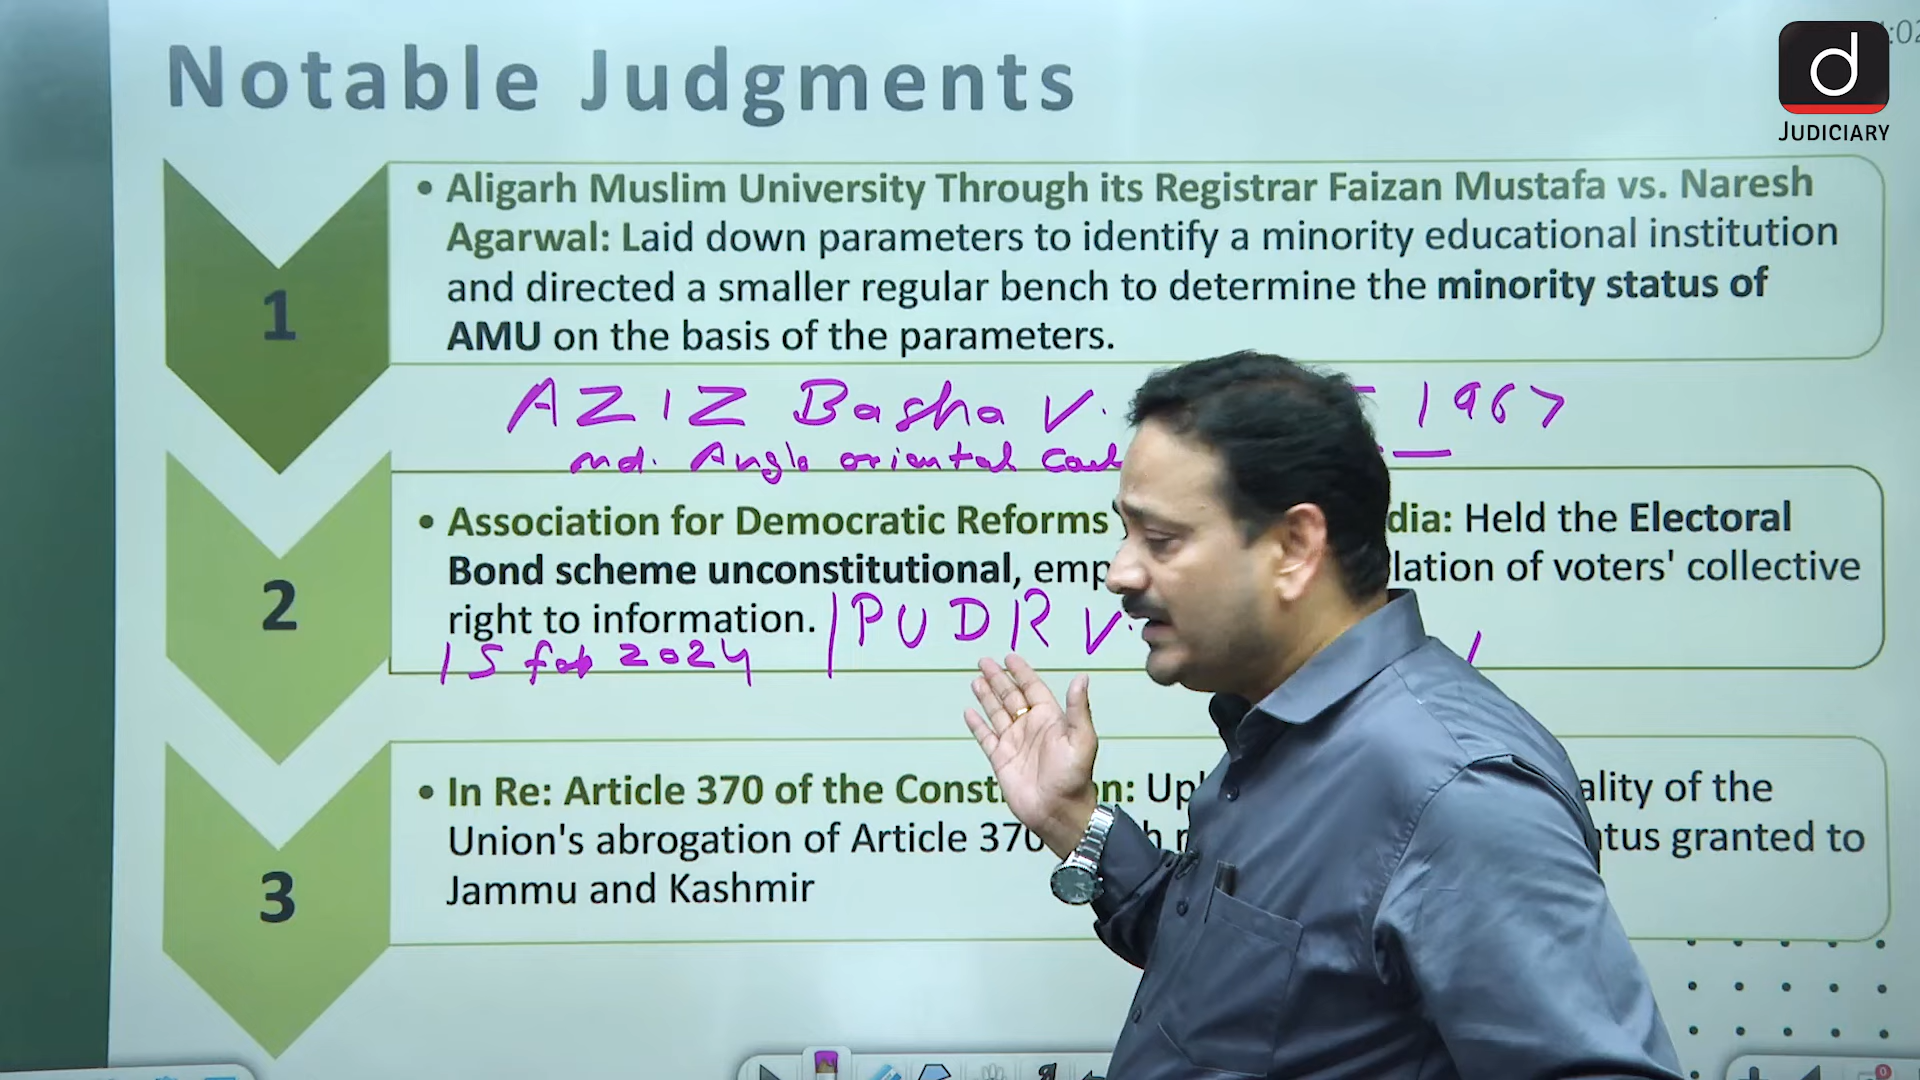 Notable Judgments
:02
d
JUDICIARY
1
• Aligarh Muslim University Through its Registrar Faizan Mustafa vs. Naresh
Agarwal: Laid down parameters to identify a minority educational institution
and directed a smaller regular bench to determine the minority status of
AMU on the basis of the parameters.
AZIZ Basha V. 1967
md. Anglo oriental
2
• Association for Democratic Reforms dia: Held the Electoral
Bond scheme unconstitutional, emp lation of voters' collective
right to information. PUDR V.
15 feb 2024
3
• In Re: Article 370 of the Const n: Up ality of the
Union's abrogation of Article 370 h tus granted to
Jammu and Kashmir